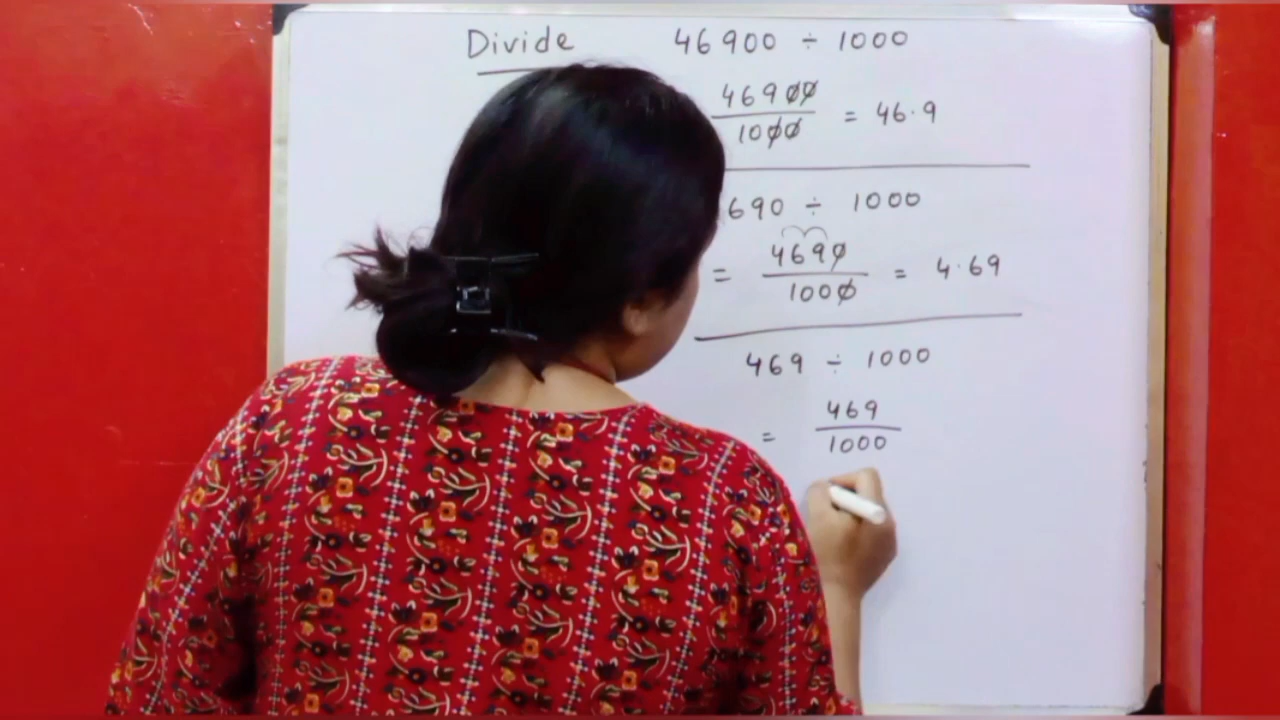 Divide 46900 ÷ 1000
46900
1000
= 46.9
690 ÷ 1000
= 4690
1000
= 4.69
469 ÷ 1000
= 469
1000